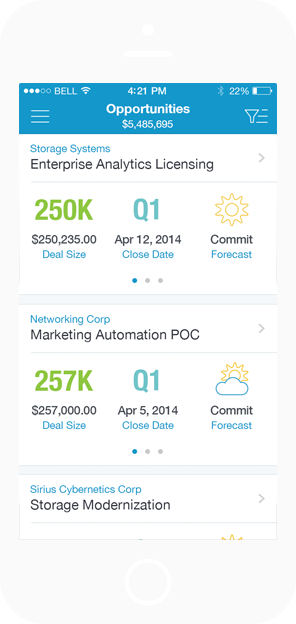 BELL 4:21 PM 22%
Opportunities
$5,485,695
Storage Systems
Enterprise Analytics Licensing
250K Q1
$250,235.00 Apr 12, 2014 Commit
Deal Size Close Date Forecast
Networking Corp
Marketing Automation POC
257K Q1
$257,000.00 Apr 5, 2014 Commit
Deal Size Close Date Forecast
Sirius Cybernetics Corp
Storage Modernization